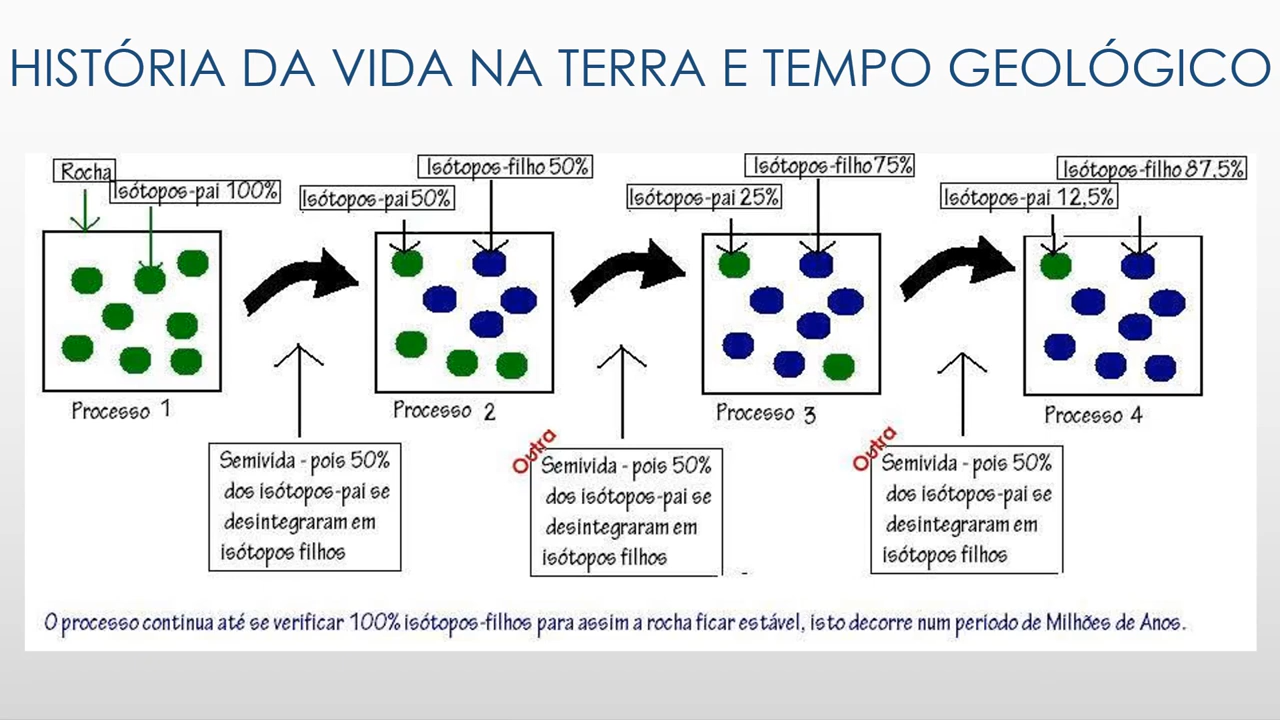 HISTÓRIA DA VIDA NA TERRA E TEMPO GEOLÓGICO
Rocha
Isótopos-pai 100%
Isótopos-filho 50%
Isótopos-pai 50%
Isótopos-filho 75%
Isótopos-pai 25%
Isótopos-filho 87.5%
Isótopos-pai 12,5%
Processo 1
Processo 2
Processo 3
Processo 4
Semivida - pois 50%
dos isótopos-pai se
desintegraram em
isótopos filhos
Outra
Semivida - pois 50%
dos isótopos-pai se
desintegraram em
isótopos filhos
Outra
Semivida - pois 50%
dos isótopos-pai se
desintegraram em
isótopos filhos
O processo continua até se verificar 100% isótopos-filhos para assim a rocha ficar estável, isto decorre num periodo de Milhões de Anos.